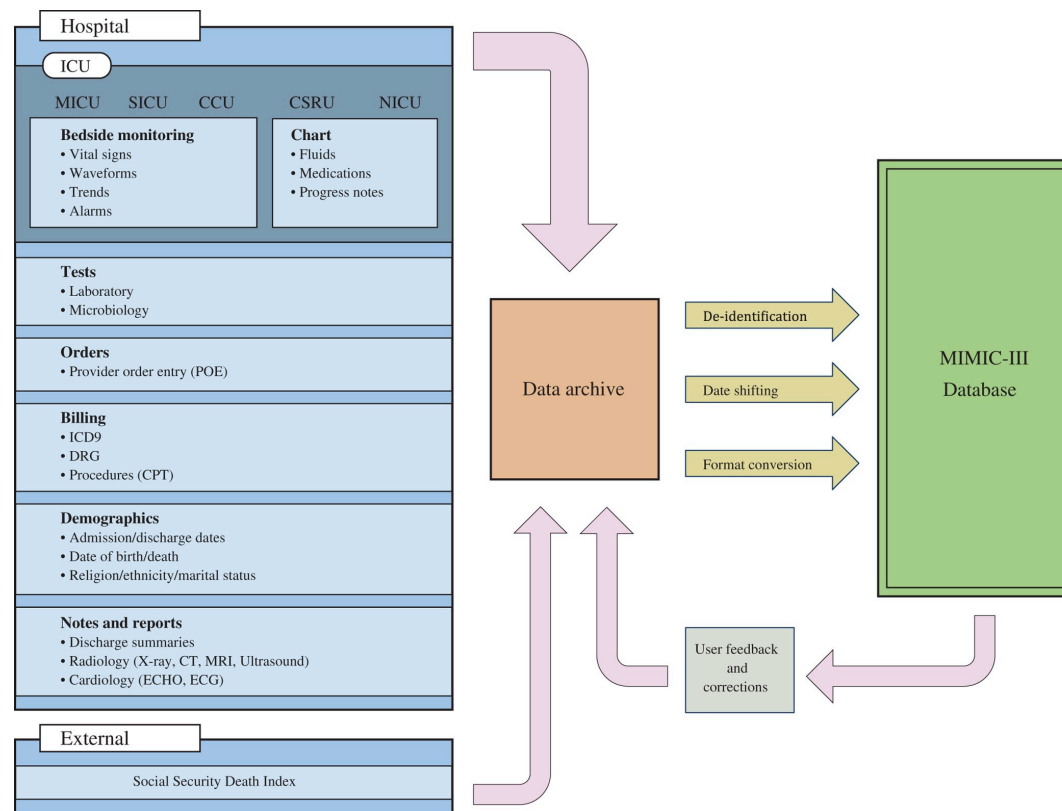 Hospital
ICU
MICU SICU CCU CSRU NICU
Bedside monitoring
• Vital signs
• Waveforms
• Trends
• Alarms
Chart
• Fluids
• Medications
• Progress notes
Tests
• Laboratory
• Microbiology
Orders
• Provider order entry (POE)
Billing
• ICD9
• DRG
• Procedures (CPT)
Demographics
• Admission/discharge dates
• Date of birth/death
• Religion/ethnicity/marital status
Notes and reports
• Discharge summaries
• Radiology (X-ray, CT, MRI, Ultrasound)
• Cardiology (ECHO, ECG)
External
Social Security Death Index
Data archive
De-identification
Date shifting
Format conversion
MIMIC-III
Database
User feedback
and
corrections